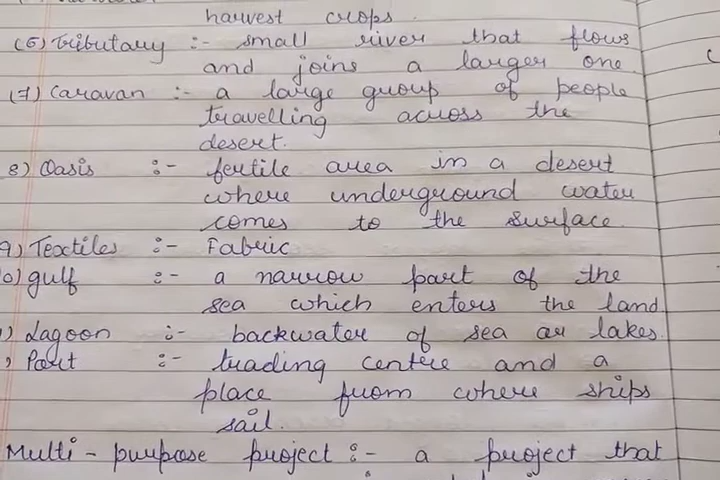 harvest crops.
(6) Tributary :- small river that flows
and joins a larger one.
(7) Caravan :- a large group of people
travelling across the
desert.
8) Oasis :- fertile area in a desert
where underground water
comes to the surface.
9) Textiles :- Fabric
0) gulf :- a narrow part of the
sea which enters the land.
) Lagoon :- backwater of sea or lakes.
) Port :- trading centere and a
place from where ships
sail.
Multi-purpose project :- a project that